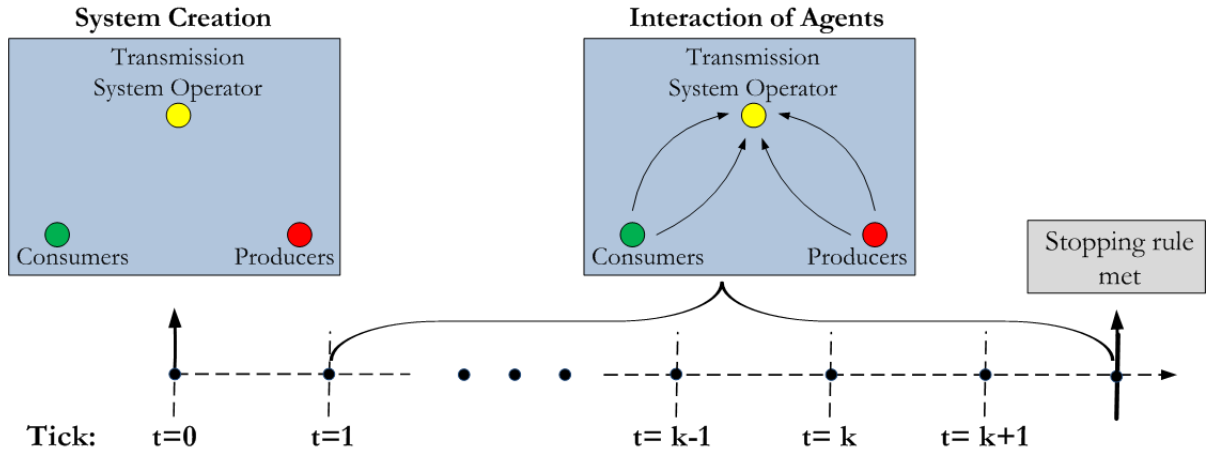 System Creation
Transmission
System Operator
Consumers
Producers
Interaction of Agents
Transmission
System Operator
Consumers
Producers
Stopping rule
met
Tick:
t=0
t=1
t= k-1
t= k
t= k+1